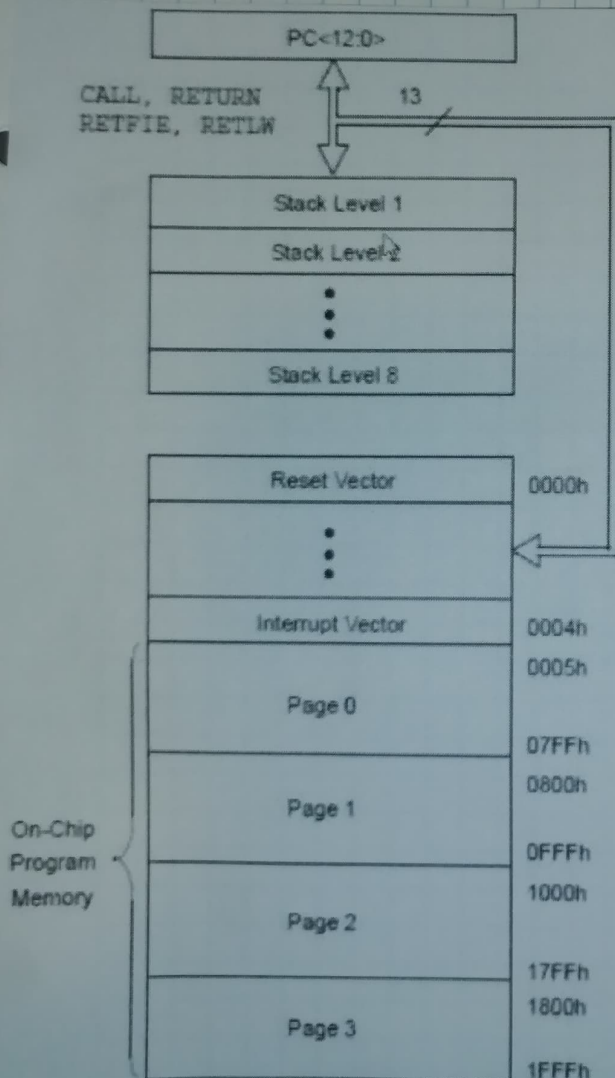 PC<12:0>
CALL, RETURN
RETFIE, RETLW
13
Stack Level 1
Stack Level 2
Stack Level 8
Reset Vector
0000h
Interrupt Vector
0004h
0005h
Page 0
07FFh
0800h
Page 1
On-Chip
Program
Memory
0FFFh
1000h
Page 2
17FFh
1800h
Page 3
1FFFh